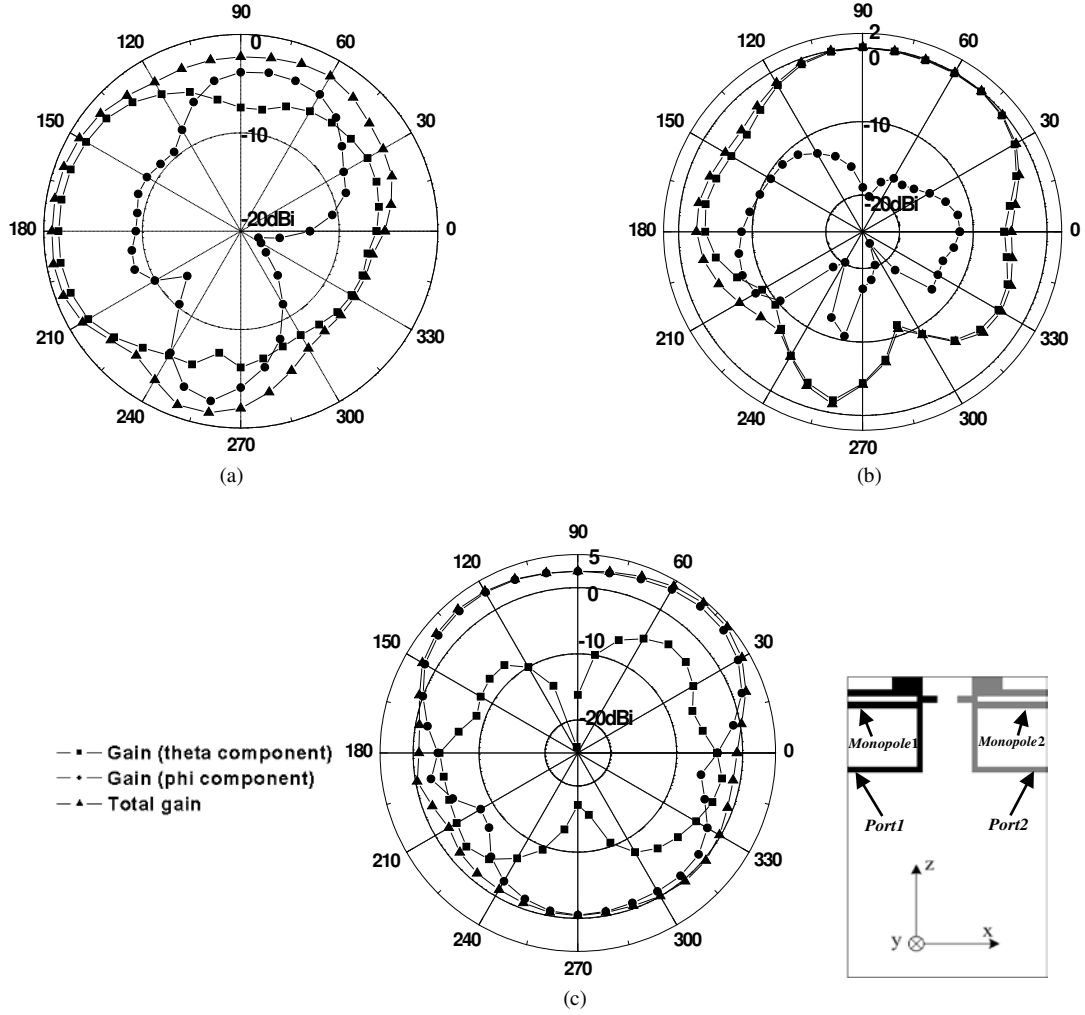 90
120 0 60
150 -10 30
180 -20dBi 0
210 330
240 300
270
(a)
90
120 2 60
0
150 -10 30
180 -20dBi 0
210 330
240 300
270
(b)
90
120 5 60
0
150 -10 30
180 -20dBi 0
210 330
240 300
270
(c)
Gain (theta component)
Gain (phi component)
Total gain
Monopole1 Monopole2
Port1 Port2
z
y x